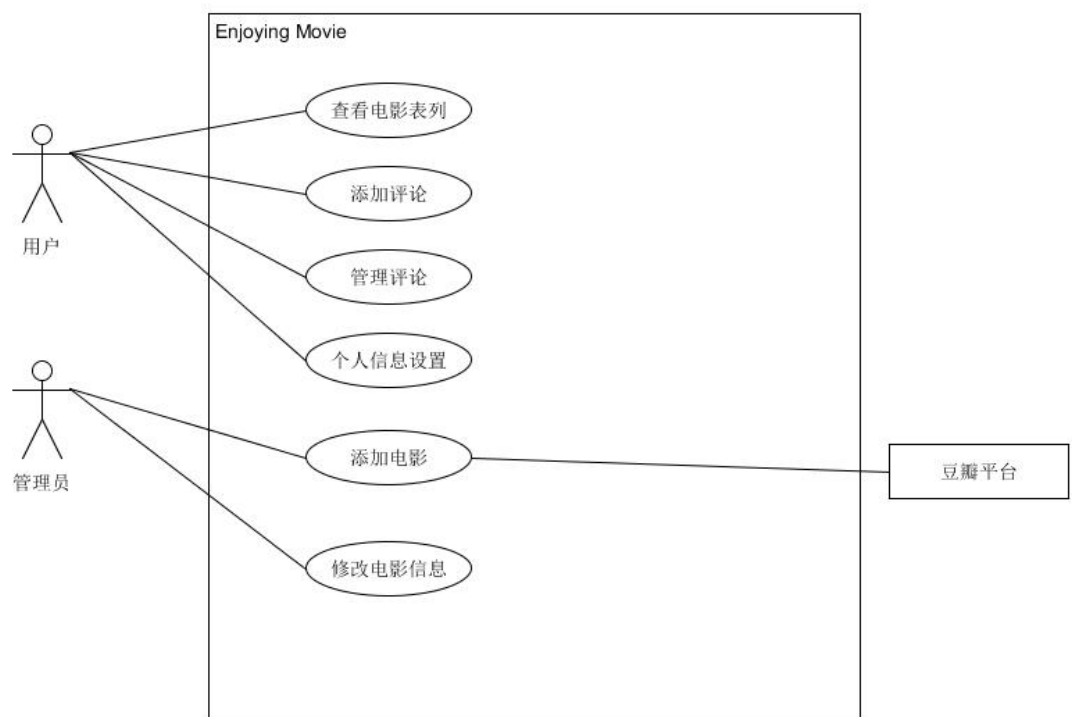 Enjoying Movie
查看电影表列
添加评论
用户
管理评论
个人信息设置
添加电影
管理员
豆瓣平台
修改电影信息